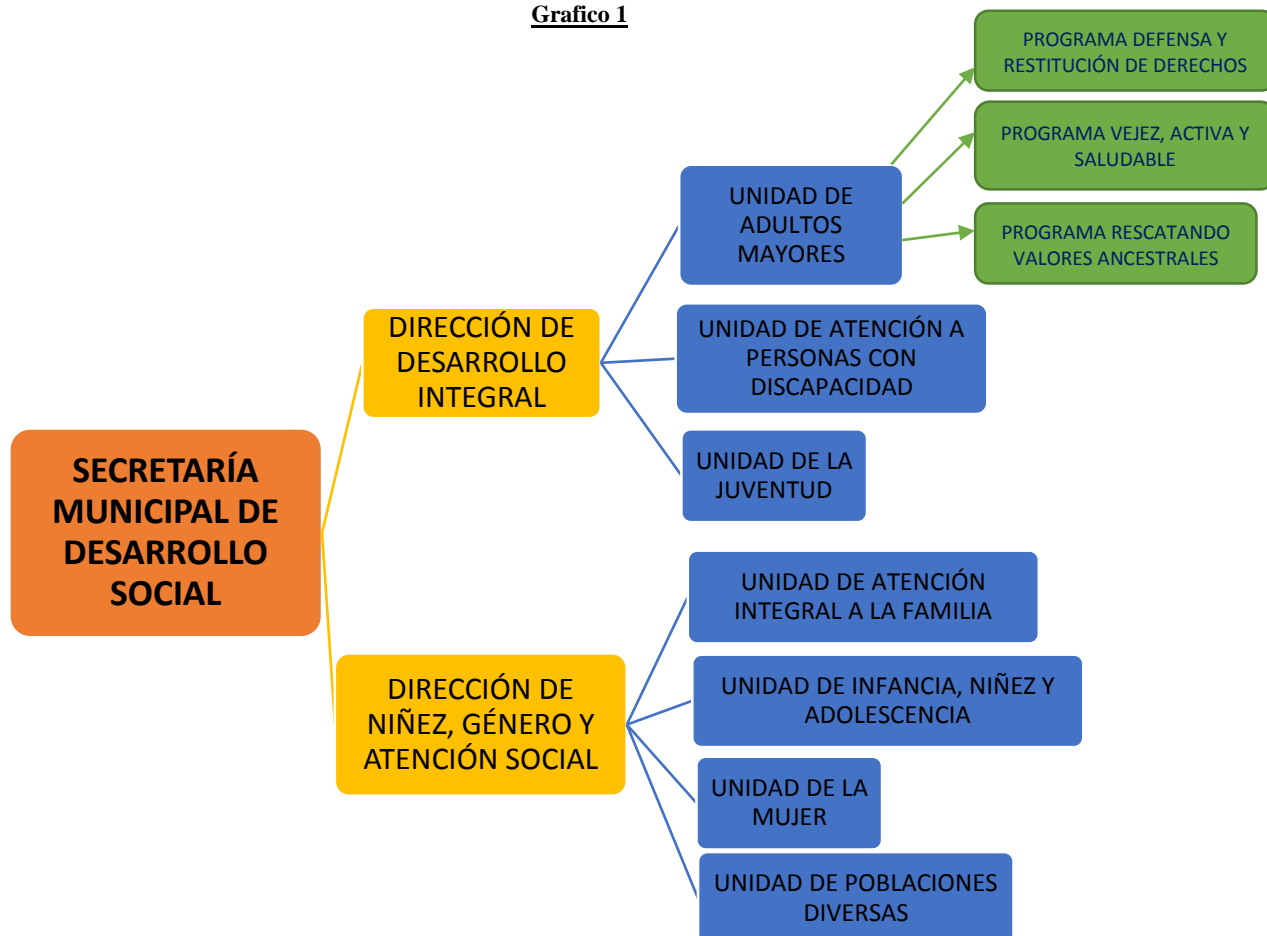 Grafico 1
PROGRAMA DEFENSA Y
RESTITUCIÓN DE DERECHOS
PROGRAMA VEJEZ, ACTIVA Y
SALUDABLE
PROGRAMA RESCATANDO
VALORES ANCESTRALES
UNIDAD DE
ADULTOS
MAYORES
UNIDAD DE ATENCIÓN A
PERSONAS CON
DISCAPACIDAD
UNIDAD DE LA
JUVENTUD
DIRECCIÓN DE
DESARROLLO
INTEGRAL
SECRETARÍA
MUNICIPAL DE
DESARROLLO
SOCIAL
DIRECCIÓN DE
NIÑEZ, GÉNERO Y
ATENCIÓN SOCIAL
UNIDAD DE ATENCIÓN
INTEGRAL A LA FAMILIA
UNIDAD DE INFANCIA, NIÑEZ Y
ADOLESCENCIA
UNIDAD DE LA
MUJER
UNIDAD DE POBLACIONES
DIVERSAS